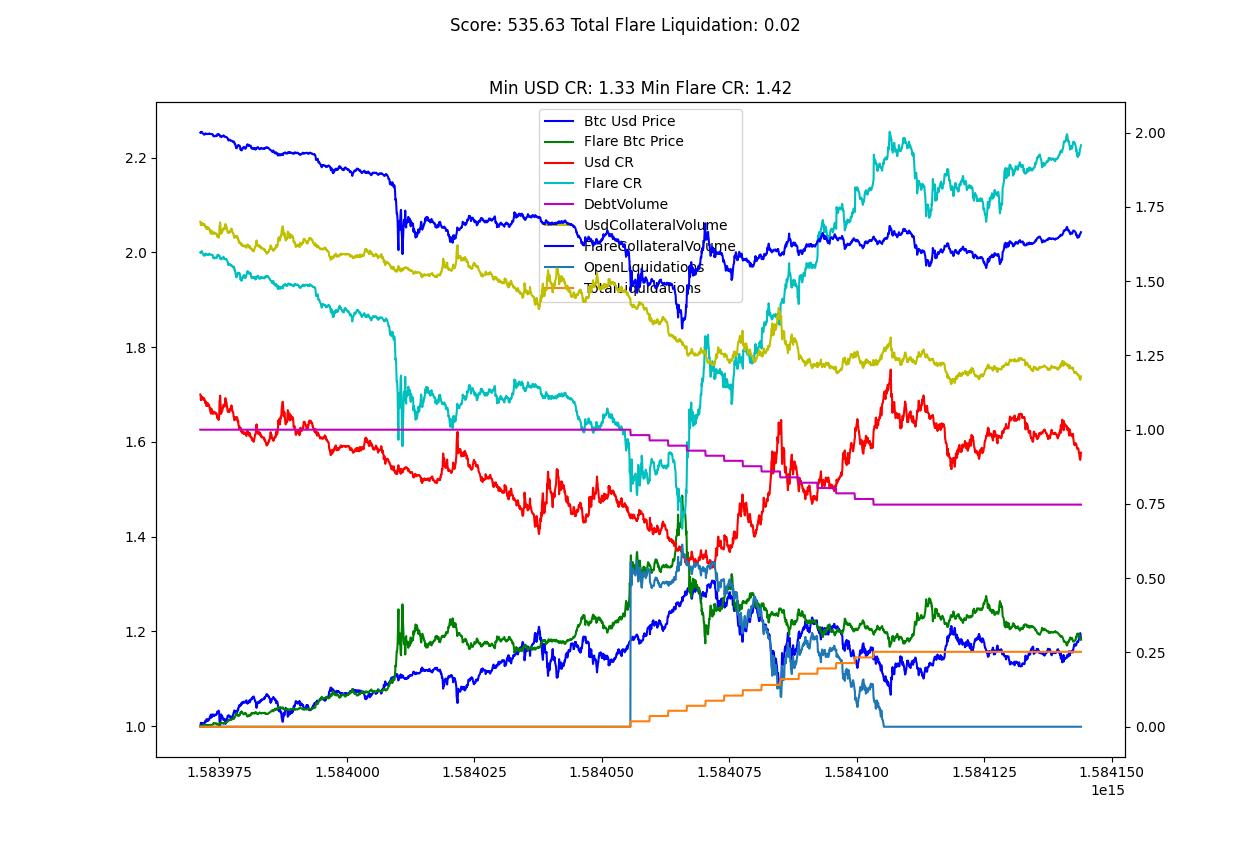 Score: 535.63 Total Flare Liquidation: 0.02
Min USD CR: 1.33 Min Flare CR: 1.42
Btc Usd Price
Flare Btc Price
Usd CR
Flare CR
DebtVolume
UsdCollateralVolume
FlareCollateralVolume
OpenLiquidations
TotalLiquidations
2.2
2.0
1.8
1.6
1.4
1.2
1.0
2.00
1.75
1.50
1.25
1.00
0.75
0.50
0.25
0.00
1.583975 1.584000 1.584025 1.584050 1.584075 1.584100 1.584125 1.584150
1e15